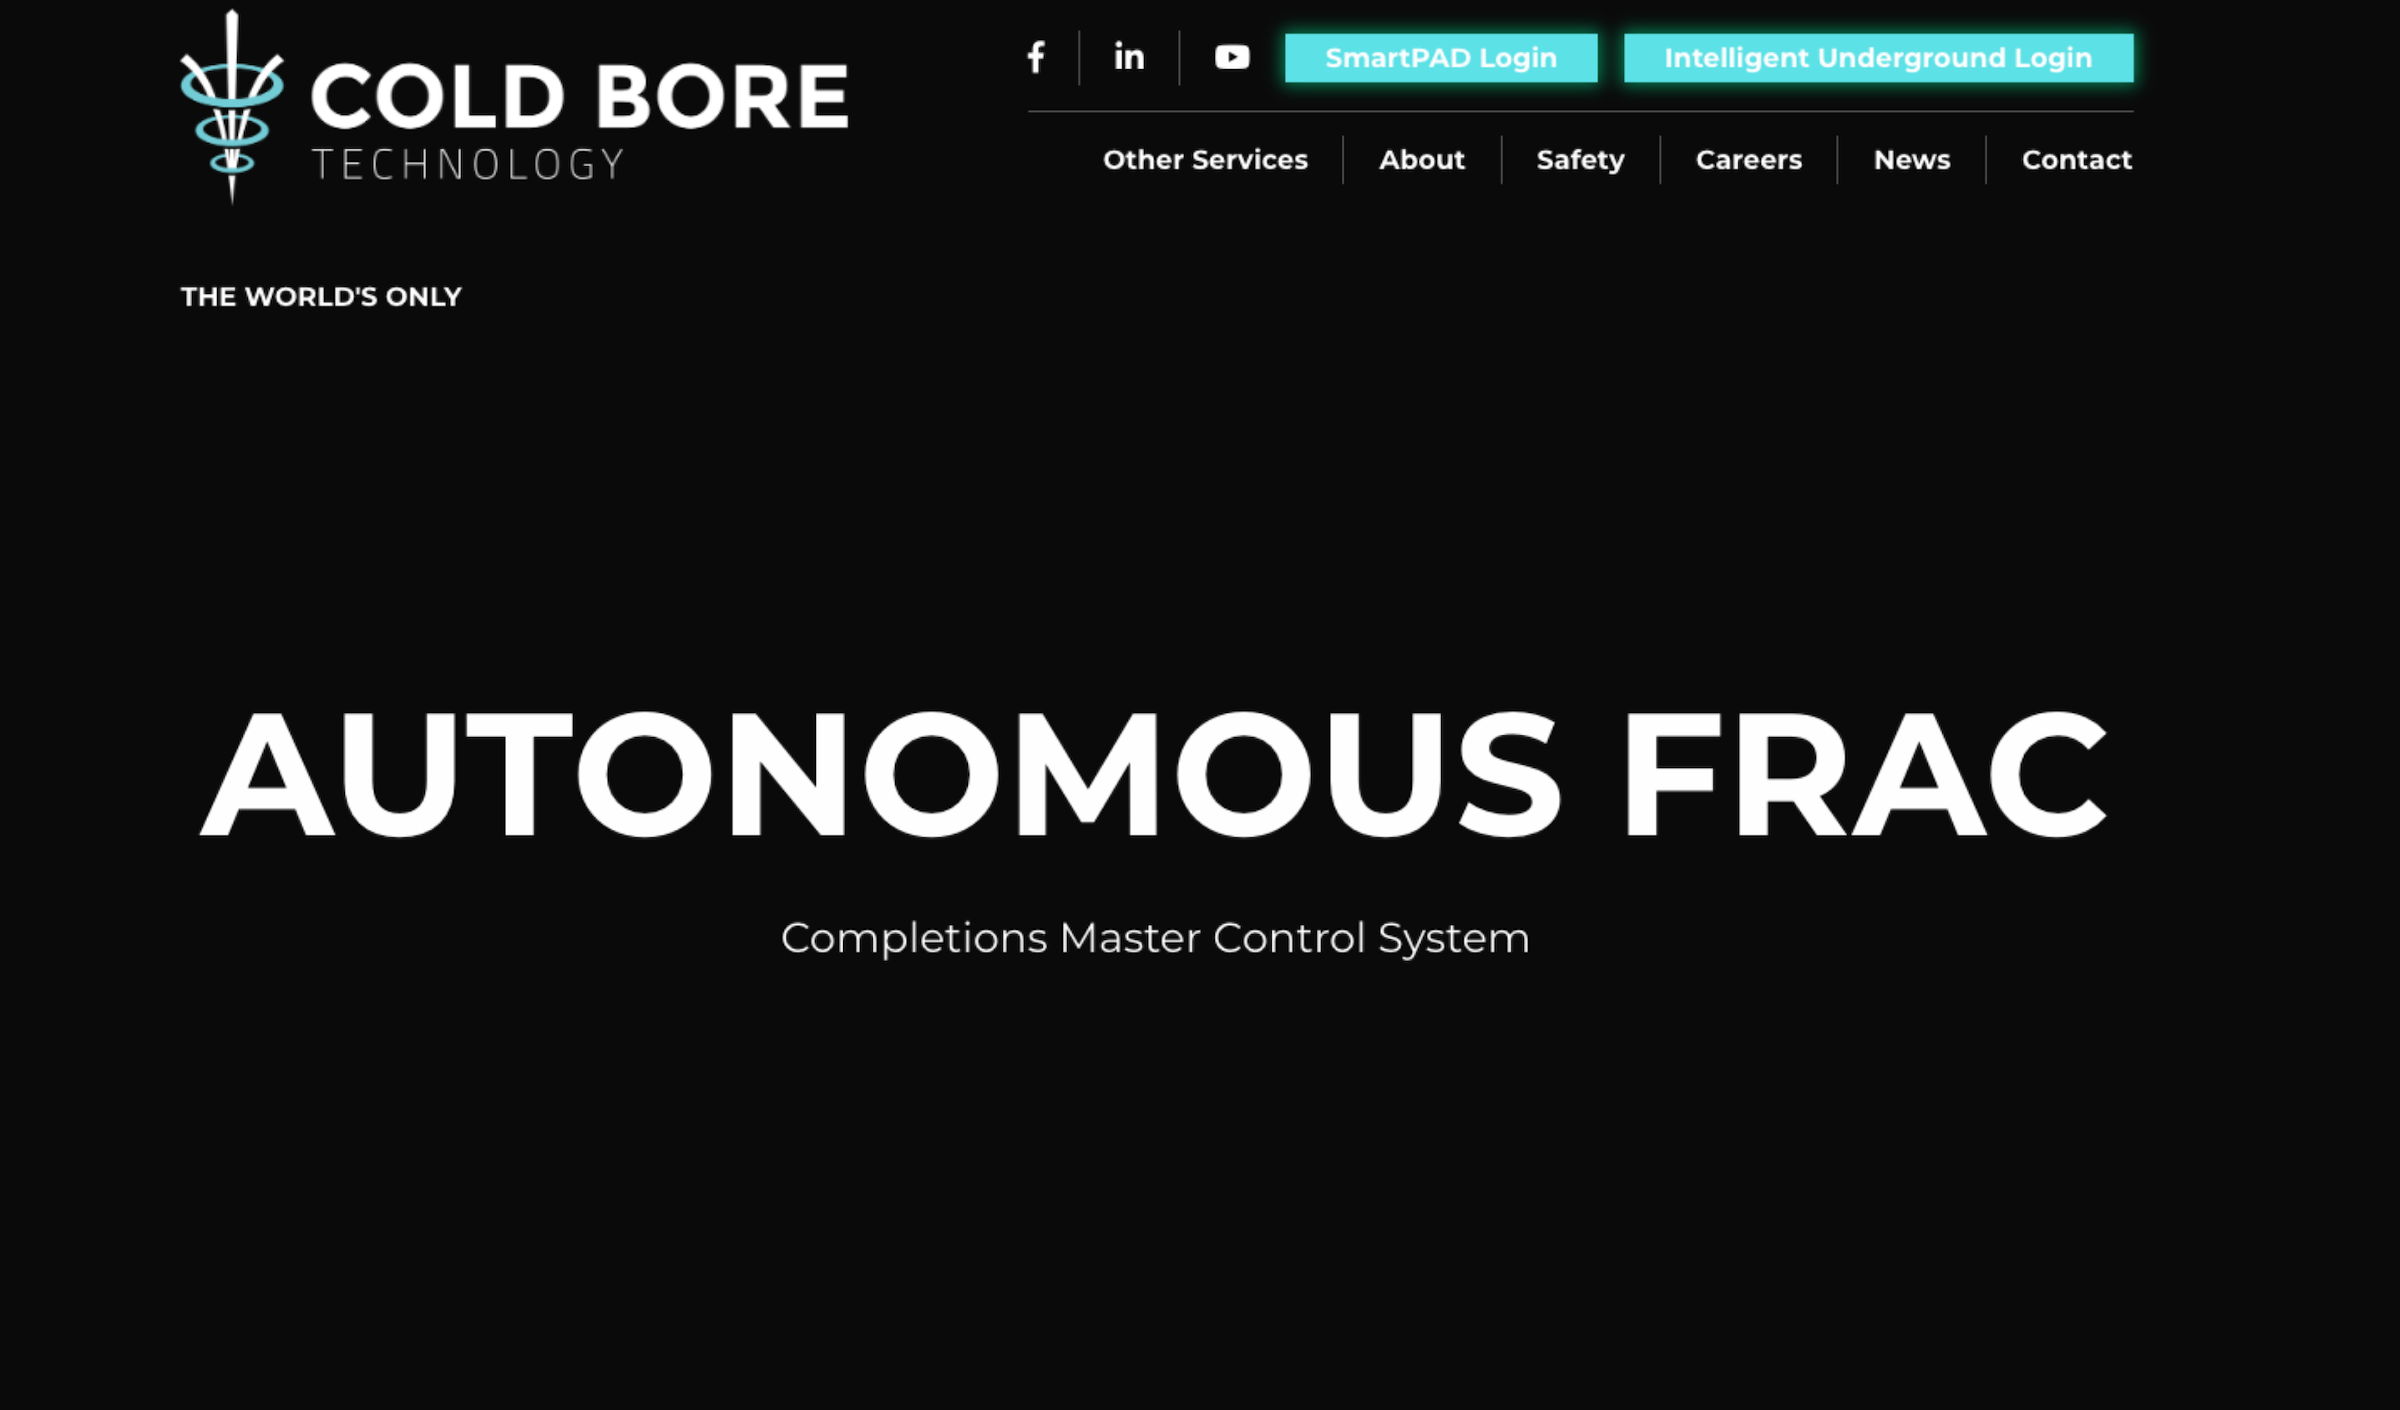 COLD BORE
TECHNOLOGY
f
in
SmartPAD Login
Intelligent Underground Login
Other Services
About
Safety
Careers
News
Contact
THE WORLD'S ONLY
AUTONOMOUS FRAC
Completions Master Control System